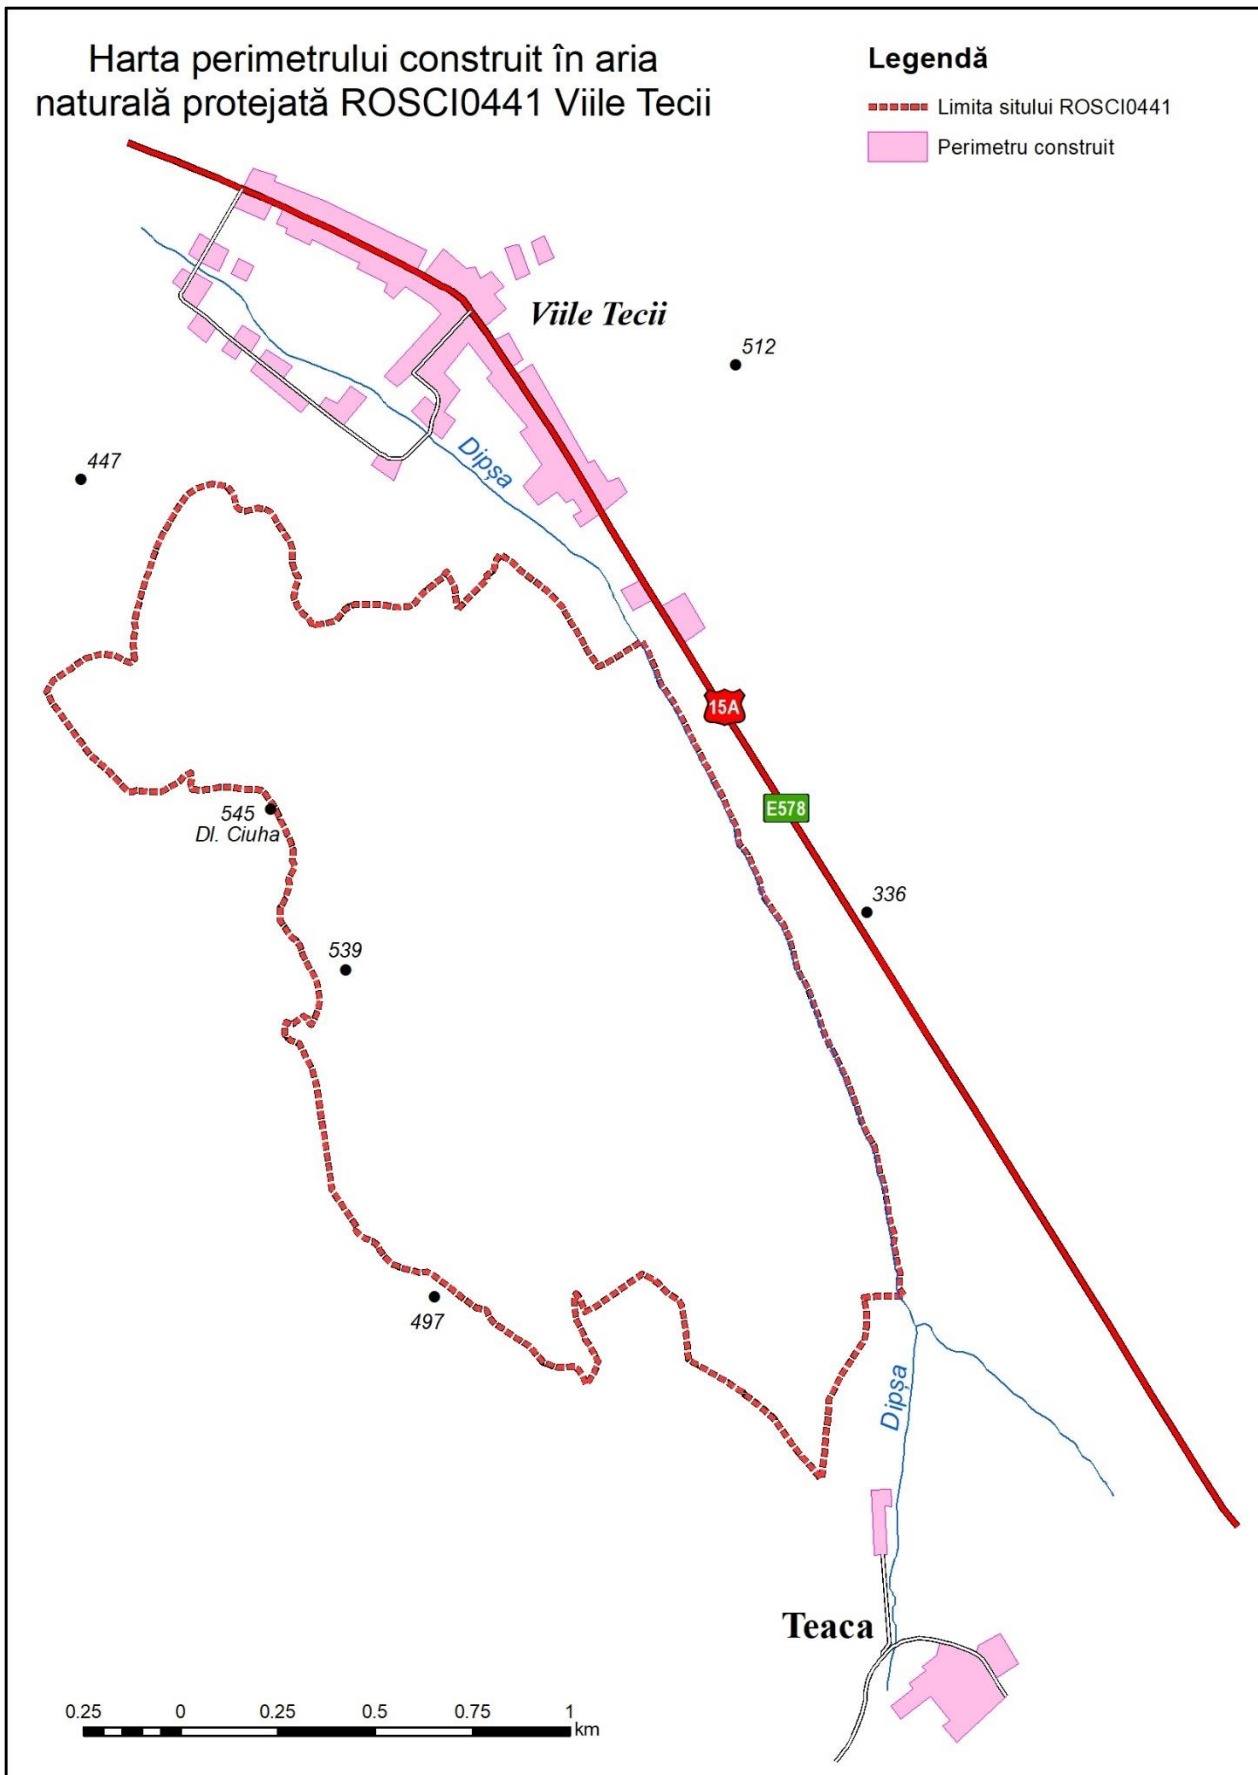 Harta perimetrului construit în aria
naturală protejată ROSCI0441 Viile Tecii
Legendă
Limita sitului ROSCI0441
Perimetru construit
Viile Tecii
512
447
Dipșa
15A
E578
545
Dl. Ciuha
336
539
497
Dipșa
Teaca
0.25 0 0.25 0.5 0.75 1
km